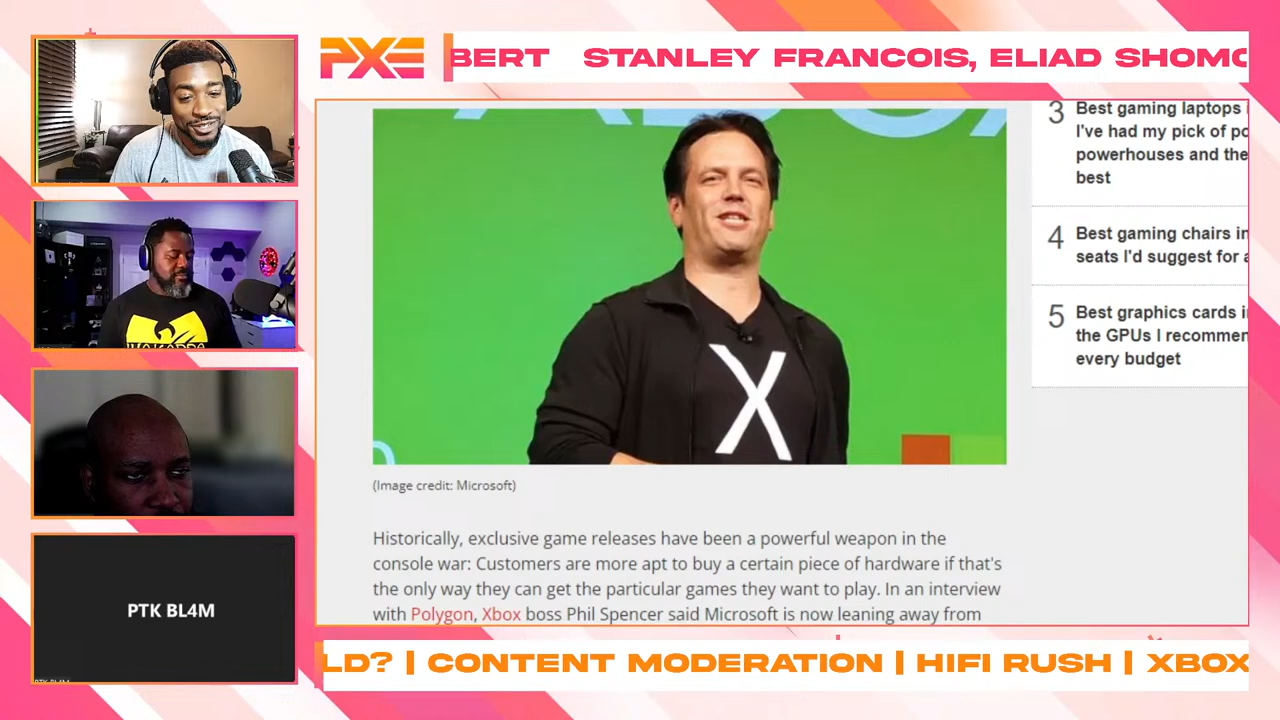 PXE
BERT STANLEY FRANCOIS, ELIAD SHOMO
3 Best gaming laptops
I've had my pick of po
powerhouses and the
best
4 Best gaming chairs in
seats I'd suggest for a
5 Best graphics cards i
the GPUs I recommen
every budget
X
(Image credit: Microsoft)
Historically, exclusive game releases have been a powerful weapon in the
console war: Customers are more apt to buy a certain piece of hardware if that's
the only way they can get the particular games they want to play. In an interview
with Polygon, Xbox boss Phil Spencer said Microsoft is now leaning away from
PTK BL4M
LD? | CONTENT MODERATION | HIFI RUSH | XBOX